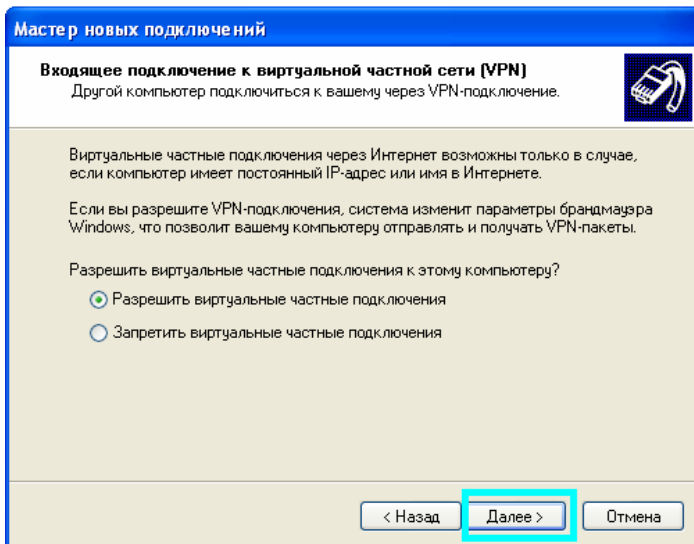 Мастер новых подключений
Входящее подключение к виртуальной частной сети (VPN)
Другой компьютер подключиться к вашему через VPN-подключение.
Виртуальные частные подключения через Интернет возможны только в случае,
если компьютер имеет постоянный IP-адрес или имя в Интернете.
Если вы разрешите VPN-подключения, система изменит параметры брандмауэра
Windows, что позволит вашему компьютеру отправлять и получать VPN-пакеты.
Разрешить виртуальные частные подключения к этому компьютеру?
Разрешить виртуальные частные подключения
Запретить виртуальные частные подключения
< Назад Далее > Отмена